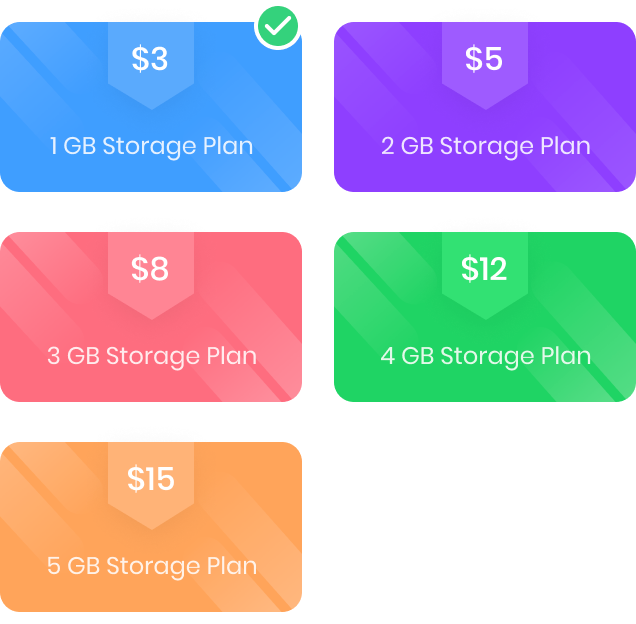 $3
1 GB Storage Plan
$5
2 GB Storage Plan
$8
3 GB Storage Plan
$12
4 GB Storage Plan
$15
5 GB Storage Plan